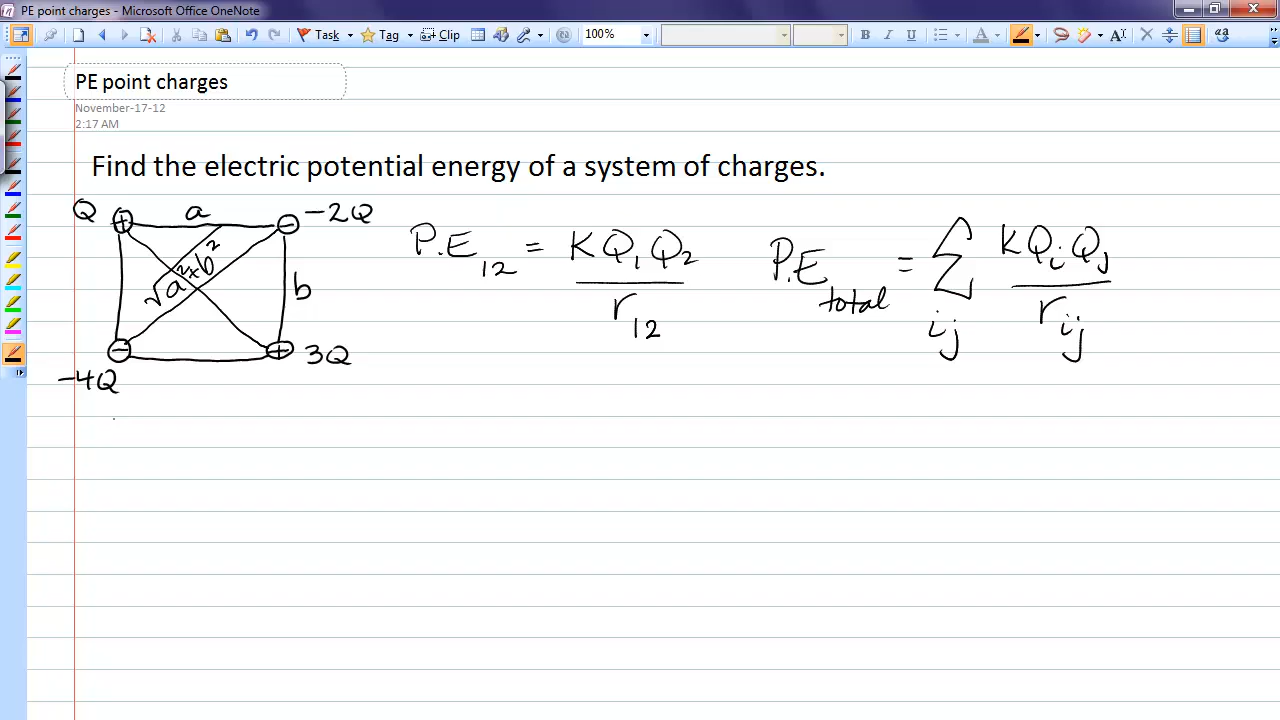 PE point charges - Microsoft Office OneNote
Task Tag Clip 100% B I U A A
PE point charges
November-17-12
2:17 AM
Find the electric potential energy of a system of charges.
Q a -2Q
√a²+b²
b
-4Q 3Q
P.E₁₂ = KQ₁Q₂ / r₁₂
P.E total = Σ ij KQiQj / rij